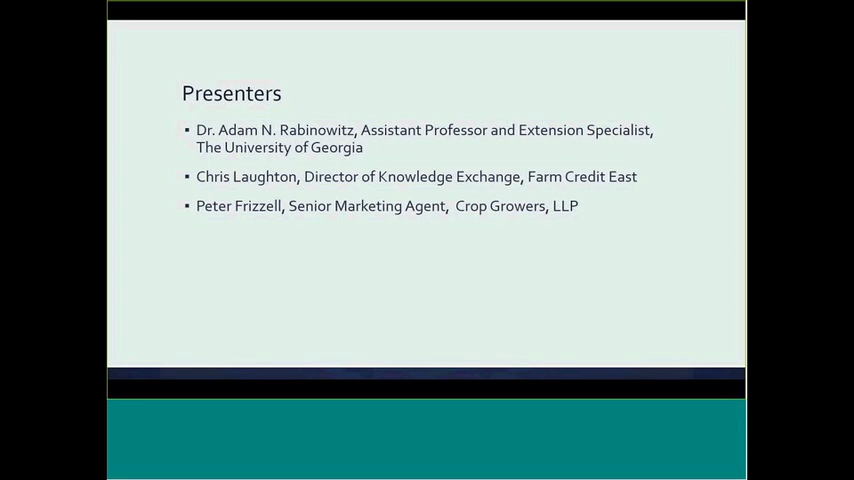 Presenters
▪ Dr. Adam N. Rabinowitz, Assistant Professor and Extension Specialist,
The University of Georgia
▪ Chris Laughton, Director of Knowledge Exchange, Farm Credit East
▪ Peter Frizzell, Senior Marketing Agent,  Crop Growers, LLP